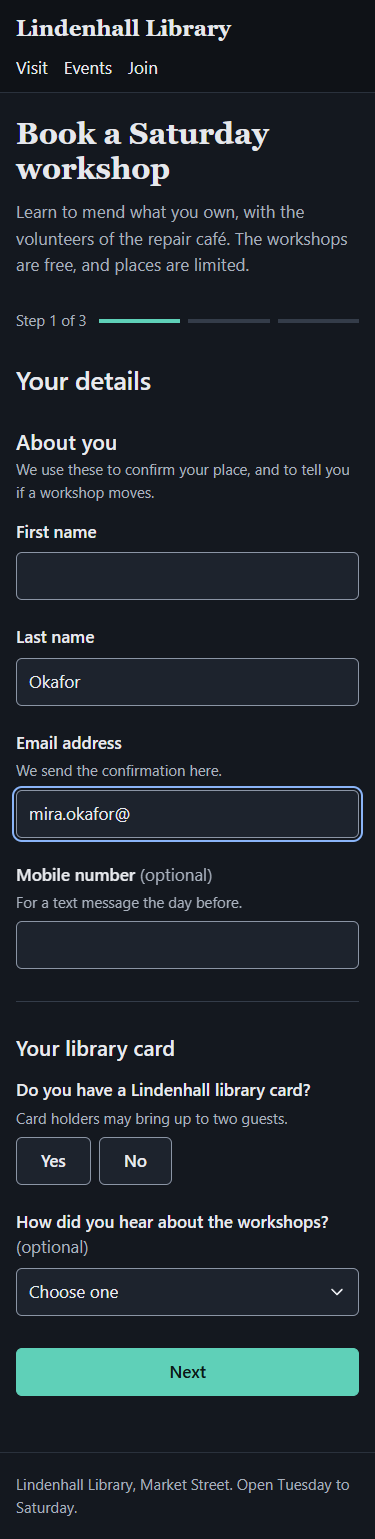 Lindenhall Library
Visit Events Join
Book a Saturday
workshop
Learn to mend what you own, with the
volunteers of the repair café. The workshops
are free, and places are limited.
Step 1 of 3
Your details
About you
We use these to confirm your place, and to tell you
if a workshop moves.
First name
Last name
Okafor
Email address
We send the confirmation here.
mira.okafor@
Mobile number (optional)
For a text message the day before.
Your library card
Do you have a Lindenhall library card?
Card holders may bring up to two guests.
Yes No
How did you hear about the workshops?
(optional)
Choose one
Next
Lindenhall Library, Market Street. Open Tuesday to
Saturday.